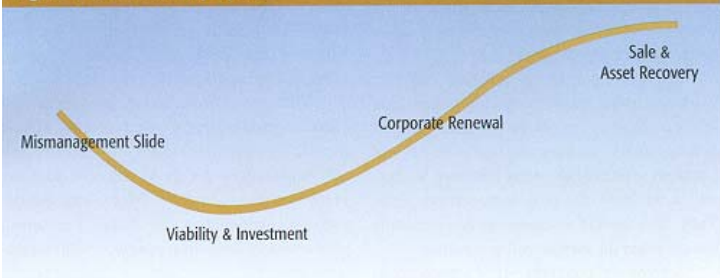 Sale &
Asset Recovery
Corporate Renewal
Mismanagement Slide
Viability & Investment